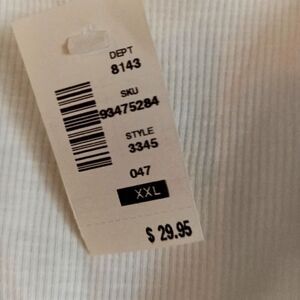 DEPT
8143
SKU
93475284
STYLE
3345
047
XXL
$ 29.95